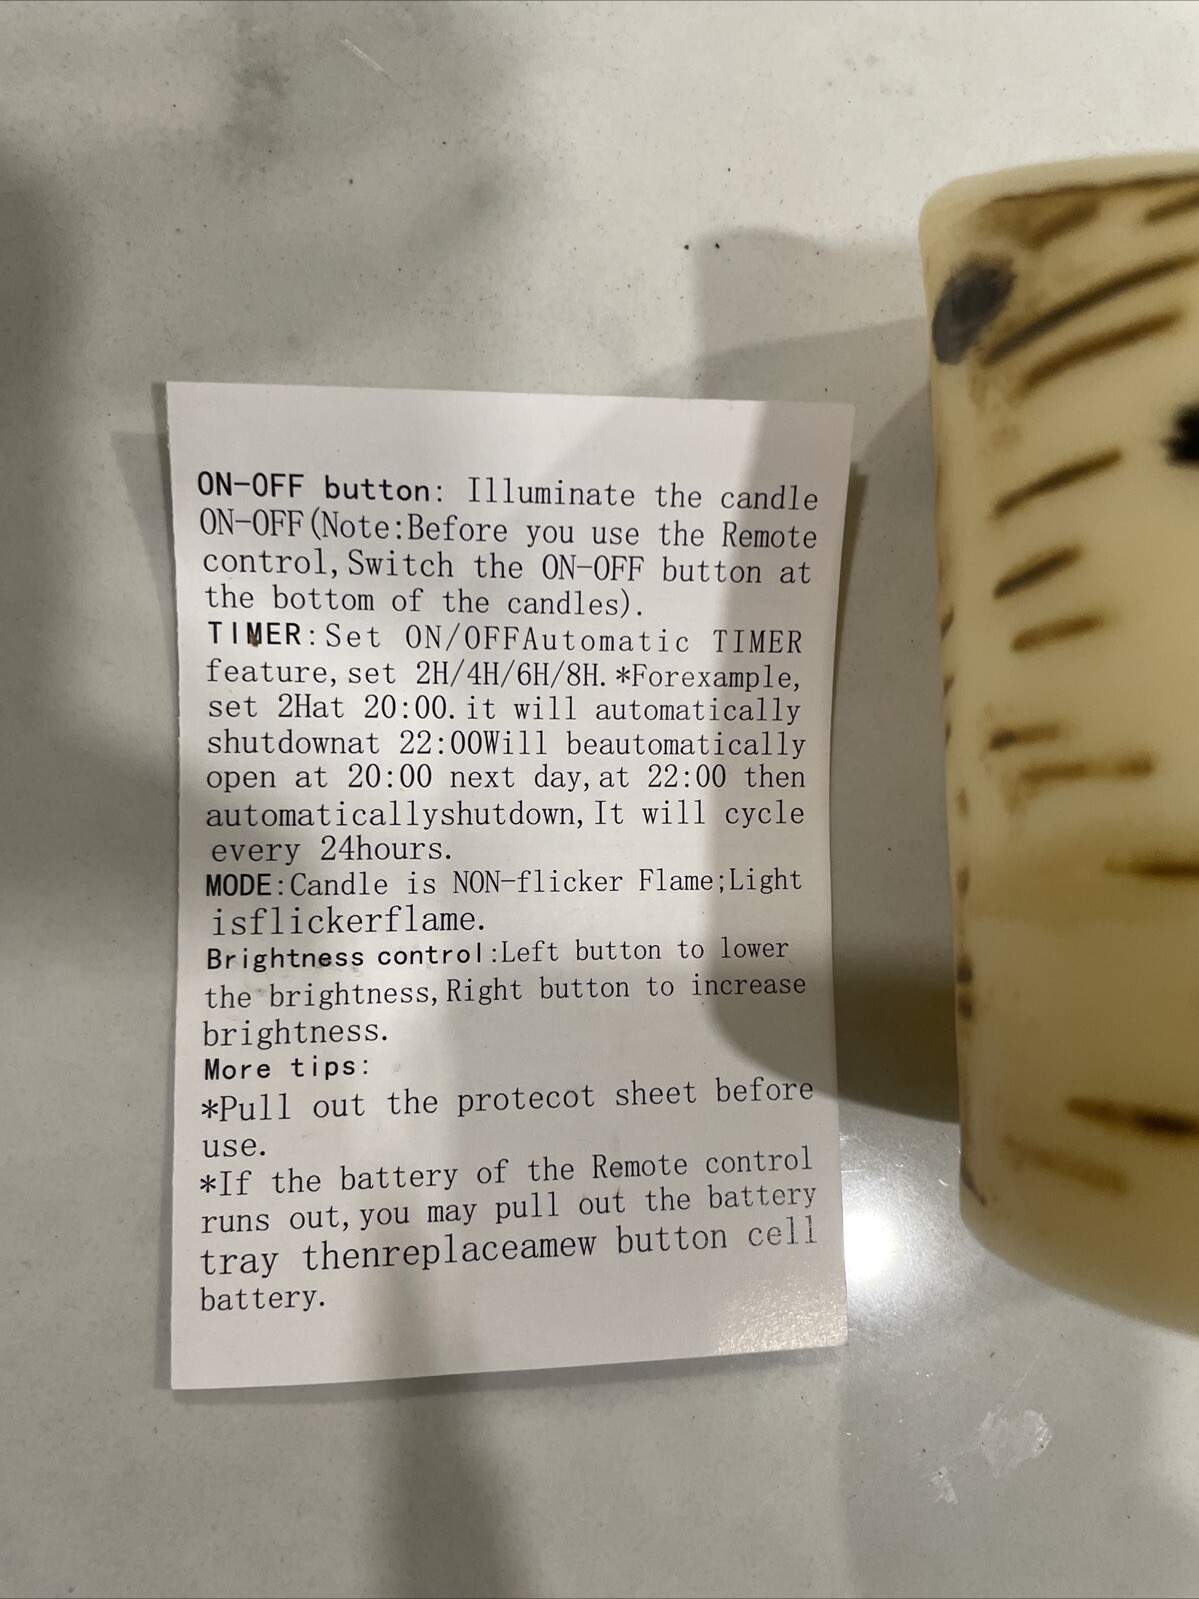 ON-OFF button: Illuminate the candle
ON-OFF(Note:Before you use the Remote
control,Switch the ON-OFF button at
the bottom of the candles).
TIMER:Set ON/OFFAutomatic TIMER
feature,set 2H/4H/6H/8H.*Forexample,
set 2Hat 20:00.it will automatically
shutdownat 22:00Will beautomatically
open at 20:00 next day,at 22:00 then
automaticallyshutdown,It will cycle
every 24hours.
MODE:Candle is NON-flicker Flame;Light
isflickerflame.
Brightness control:Left button to lower
the brightness,Right button to increase
brightness.
More tips:
*Pull out the protecot sheet before
use.
*If the battery of the Remote control
runs out,you may pull out the battery
tray thenreplaceamew button cell
battery.